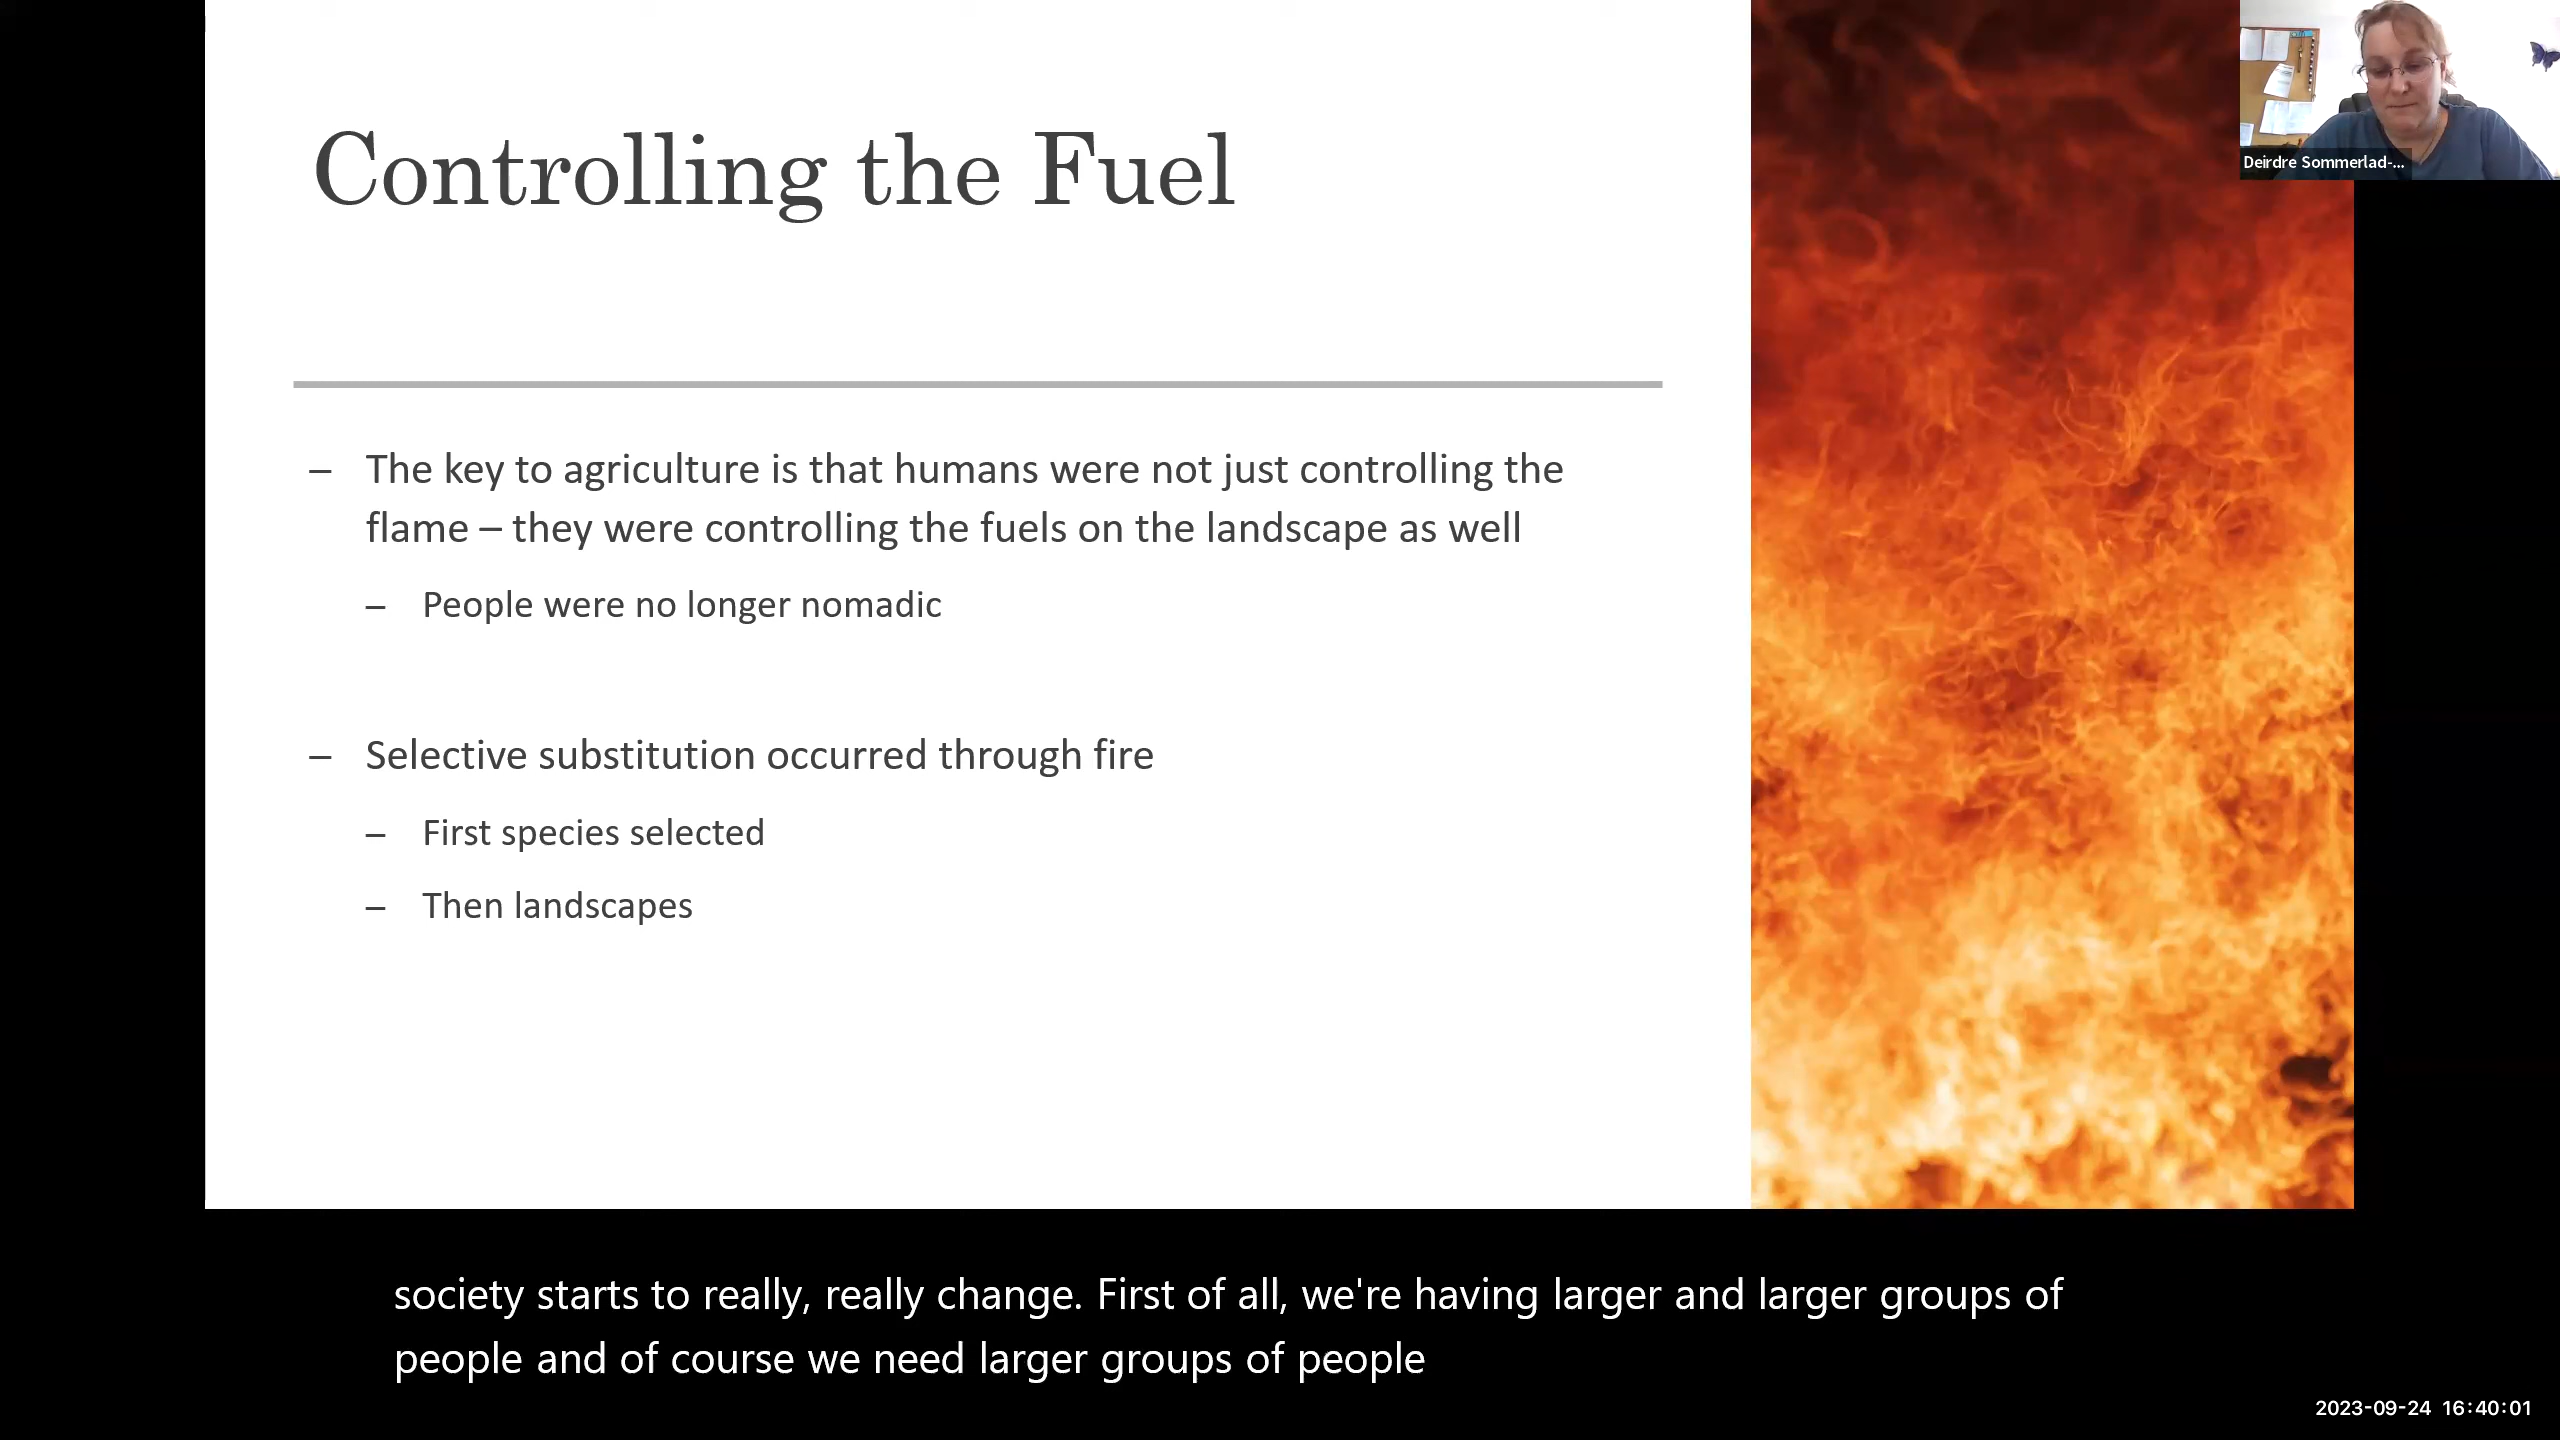 Controlling the Fuel
– The key to agriculture is that humans were not just controlling the
flame – they were controlling the fuels on the landscape as well
– People were no longer nomadic
– Selective substitution occurred through fire
– First species selected
– Then landscapes
Deirdre Sommerlad-...
society starts to really, really change. First of all, we're having larger and larger groups of
people and of course we need larger groups of people
2023-09-24 16:40:01